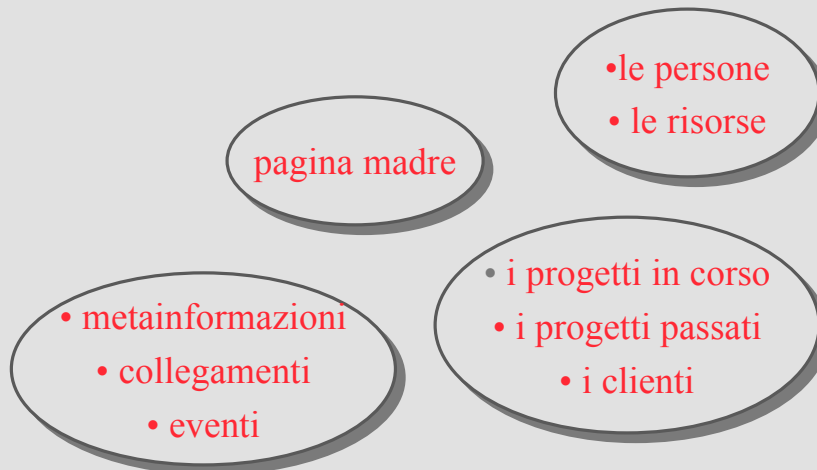 •le persone
• le risorse
pagina madre
• i progetti in corso
• i progetti passati
• i clienti
• metainformazioni
• collegamenti
• eventi